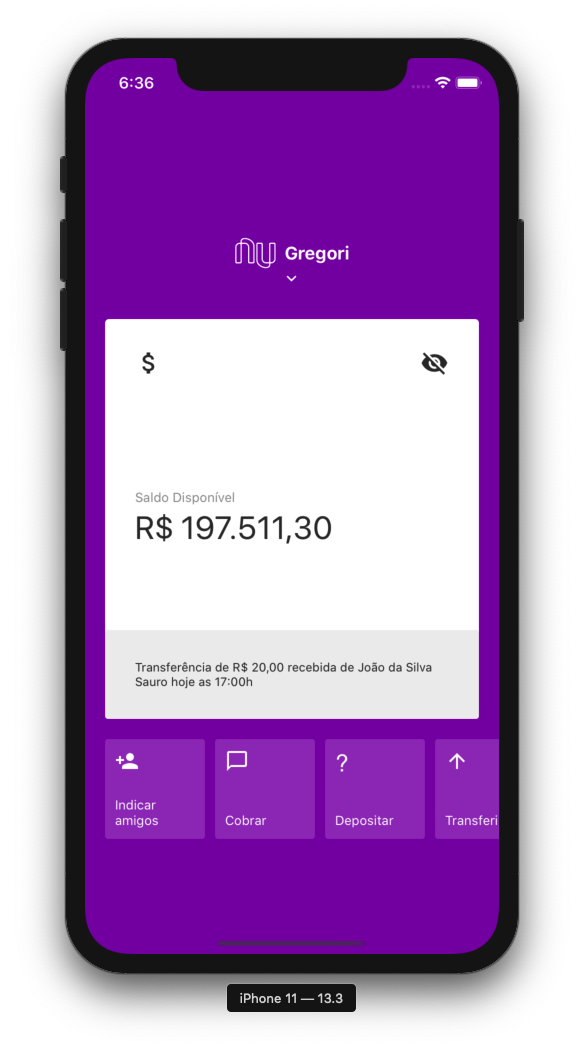 6:36
nu Gregori
$
Saldo Disponível
R$ 197.511,30
Transferência de R$ 20,00 recebida de João da Silva
Sauro hoje as 17:00h
Indicar
amigos
Cobrar
?
Depositar
Transferi
iPhone 11 — 13.3